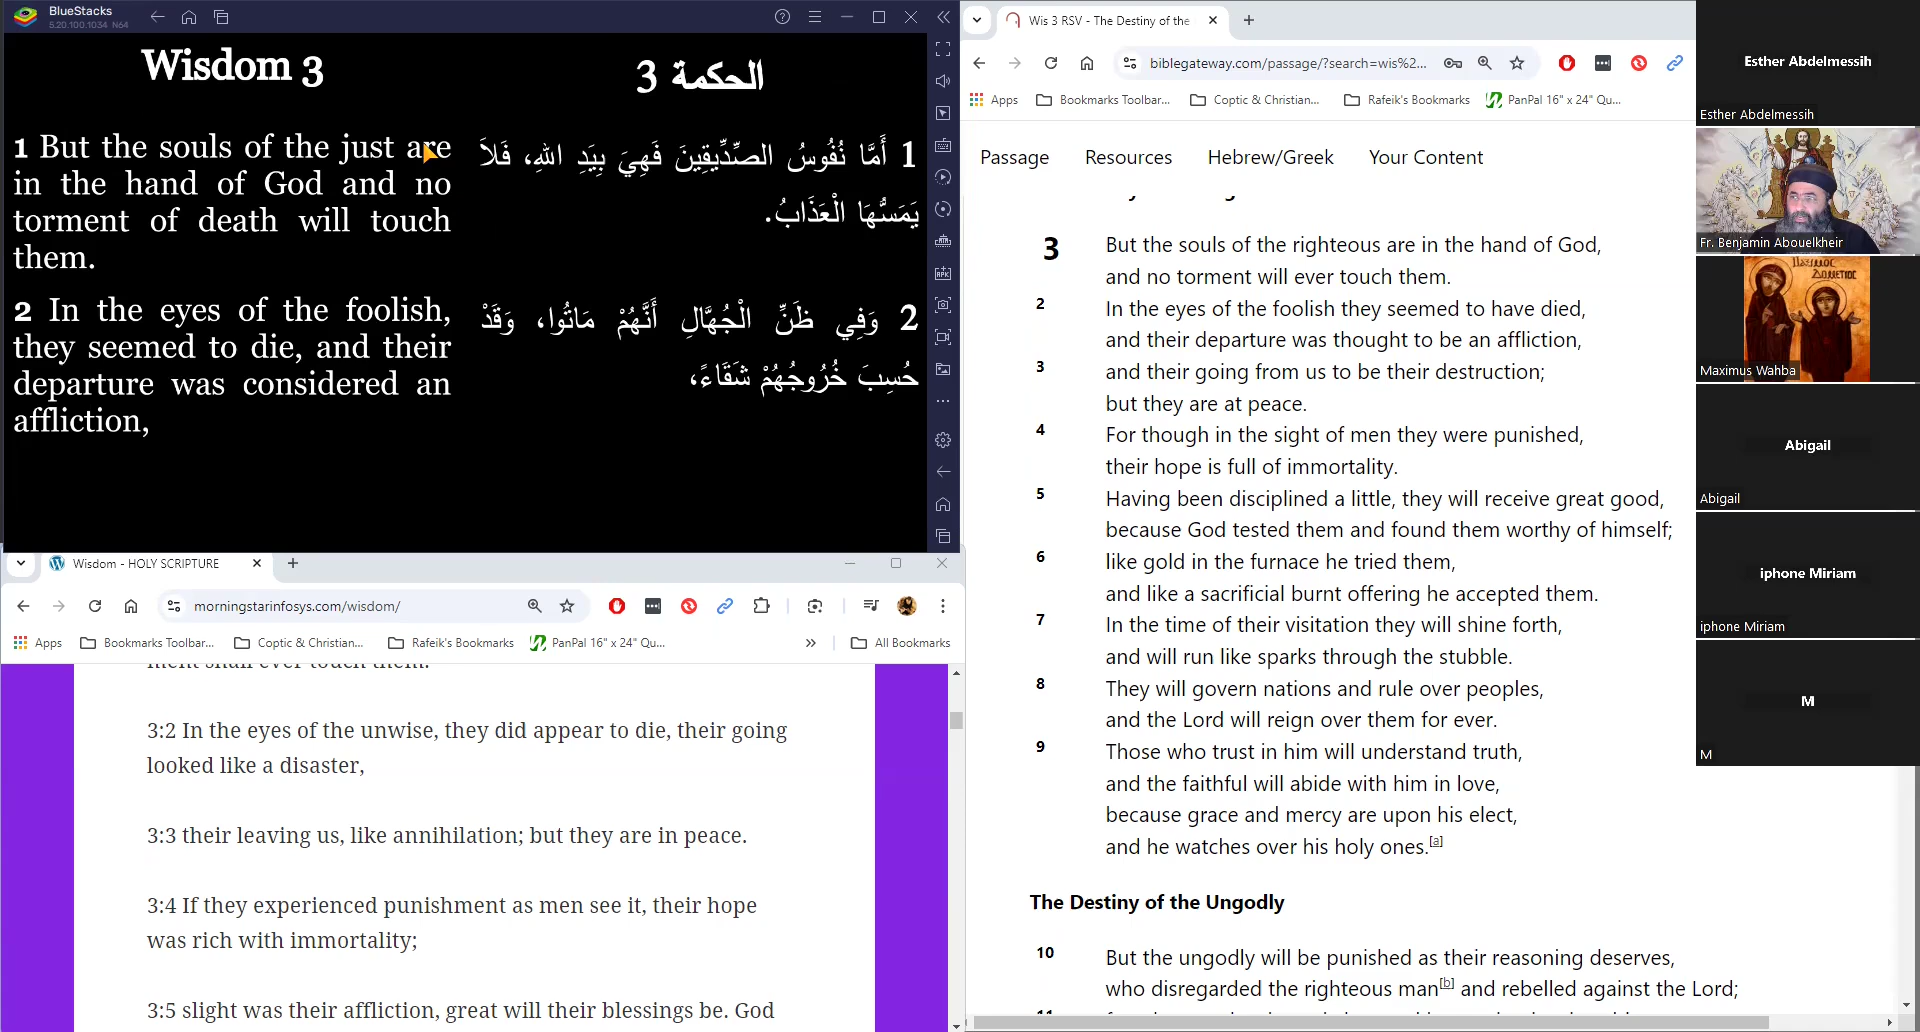 BlueStacks
5.20.100.1034 N64
Wisdom 3
الحكمة 3
1 But the souls of the just are
in the hand of God and no
torment of death will touch
them.
2 In the eyes of the foolish,
they seemed to die, and their
departure was considered an
affliction,
1 أَمَّا نُفُوسُ الصِّدِّيقِينَ فَهِيَ بِيَدِ اللهِ، فَلاَ
يَمَسُّهَا الْعَذَابُ.
2 وَفِي ظَنِّ الْجُهَّالِ أَنَّهُمْ مَاتُوا، وَقَدْ
حُسِبَ خُرُوجُهُمْ شَقَاءً،
Wisdom - HOLY SCRIPTURE
morningstarinfosys.com/wisdom/
Apps Bookmarks Toolbar... Coptic & Christian... Rafeik's Bookmarks PanPal 16" x 24" Qu... » All Bookmarks
ment shall ever touch them.
3:2 In the eyes of the unwise, they did appear to die, their going
looked like a disaster,
3:3 their leaving us, like annihilation; but they are in peace.
3:4 If they experienced punishment as men see it, their hope
was rich with immortality;
3:5 slight was their affliction, great will their blessings be. God
Wis 3 RSV - The Destiny of the
biblegateway.com/passage/?search=wis%2...
Apps Bookmarks Toolbar... Coptic & Christian... Rafeik's Bookmarks PanPal 16" x 24" Qu...
Passage Resources Hebrew/Greek Your Content
3 But the souls of the righteous are in the hand of God,
and no torment will ever touch them.
2 In the eyes of the foolish they seemed to have died,
and their departure was thought to be an affliction,
3 and their going from us to be their destruction;
but they are at peace.
4 For though in the sight of men they were punished,
their hope is full of immortality.
5 Having been disciplined a little, they will receive great good,
because God tested them and found them worthy of himself;
6 like gold in the furnace he tried them,
and like a sacrificial burnt offering he accepted them.
7 In the time of their visitation they will shine forth,
and will run like sparks through the stubble.
8 They will govern nations and rule over peoples,
and the Lord will reign over them for ever.
9 Those who trust in him will understand truth,
and the faithful will abide with him in love,
because grace and mercy are upon his elect,
and he watches over his holy ones.[a]
The Destiny of the Ungodly
10 But the ungodly will be punished as their reasoning deserves,
who disregarded the righteous man[b] and rebelled against the Lord;
11
Esther Abdelmessih
Esther Abdelmessih
Fr. Benjamin Abouelkheir
Maximus Wahba
Abigail
Abigail
iphone Miriam
iphone Miriam
M
M